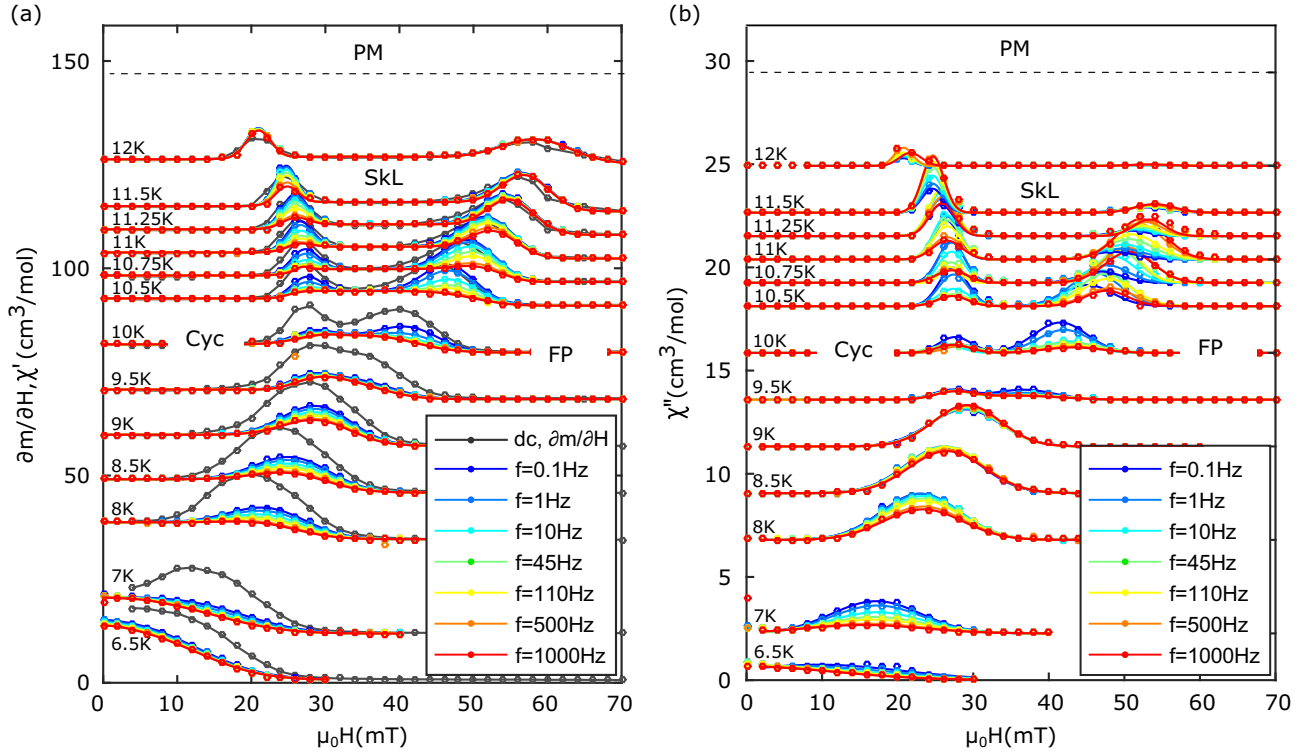 (a)
(b)
PM
PM
150
100
50
0
∂m/∂H, χ' (cm³/mol)
12K
11.5K
11.25K
11K
10.75K
10.5K
10K
9.5K
9K
8.5K
8K
7K
6.5K
SkL
Cyc
FP
dc, ∂m/∂H
f=0.1Hz
f=1Hz
f=10Hz
f=45Hz
f=110Hz
f=500Hz
f=1000Hz
0 10 20 30 40 50 60 70
μ₀H(mT)
30
25
20
15
10
5
0
χ"(cm³/mol)
12K
11.5K
11.25K
11K
10.75K
10.5K
10K
9.5K
9K
8.5K
8K
7K
6.5K
SkL
Cyc
FP
f=0.1Hz
f=1Hz
f=10Hz
f=45Hz
f=110Hz
f=500Hz
f=1000Hz
0 10 20 30 40 50 60 70
μ₀H(mT)